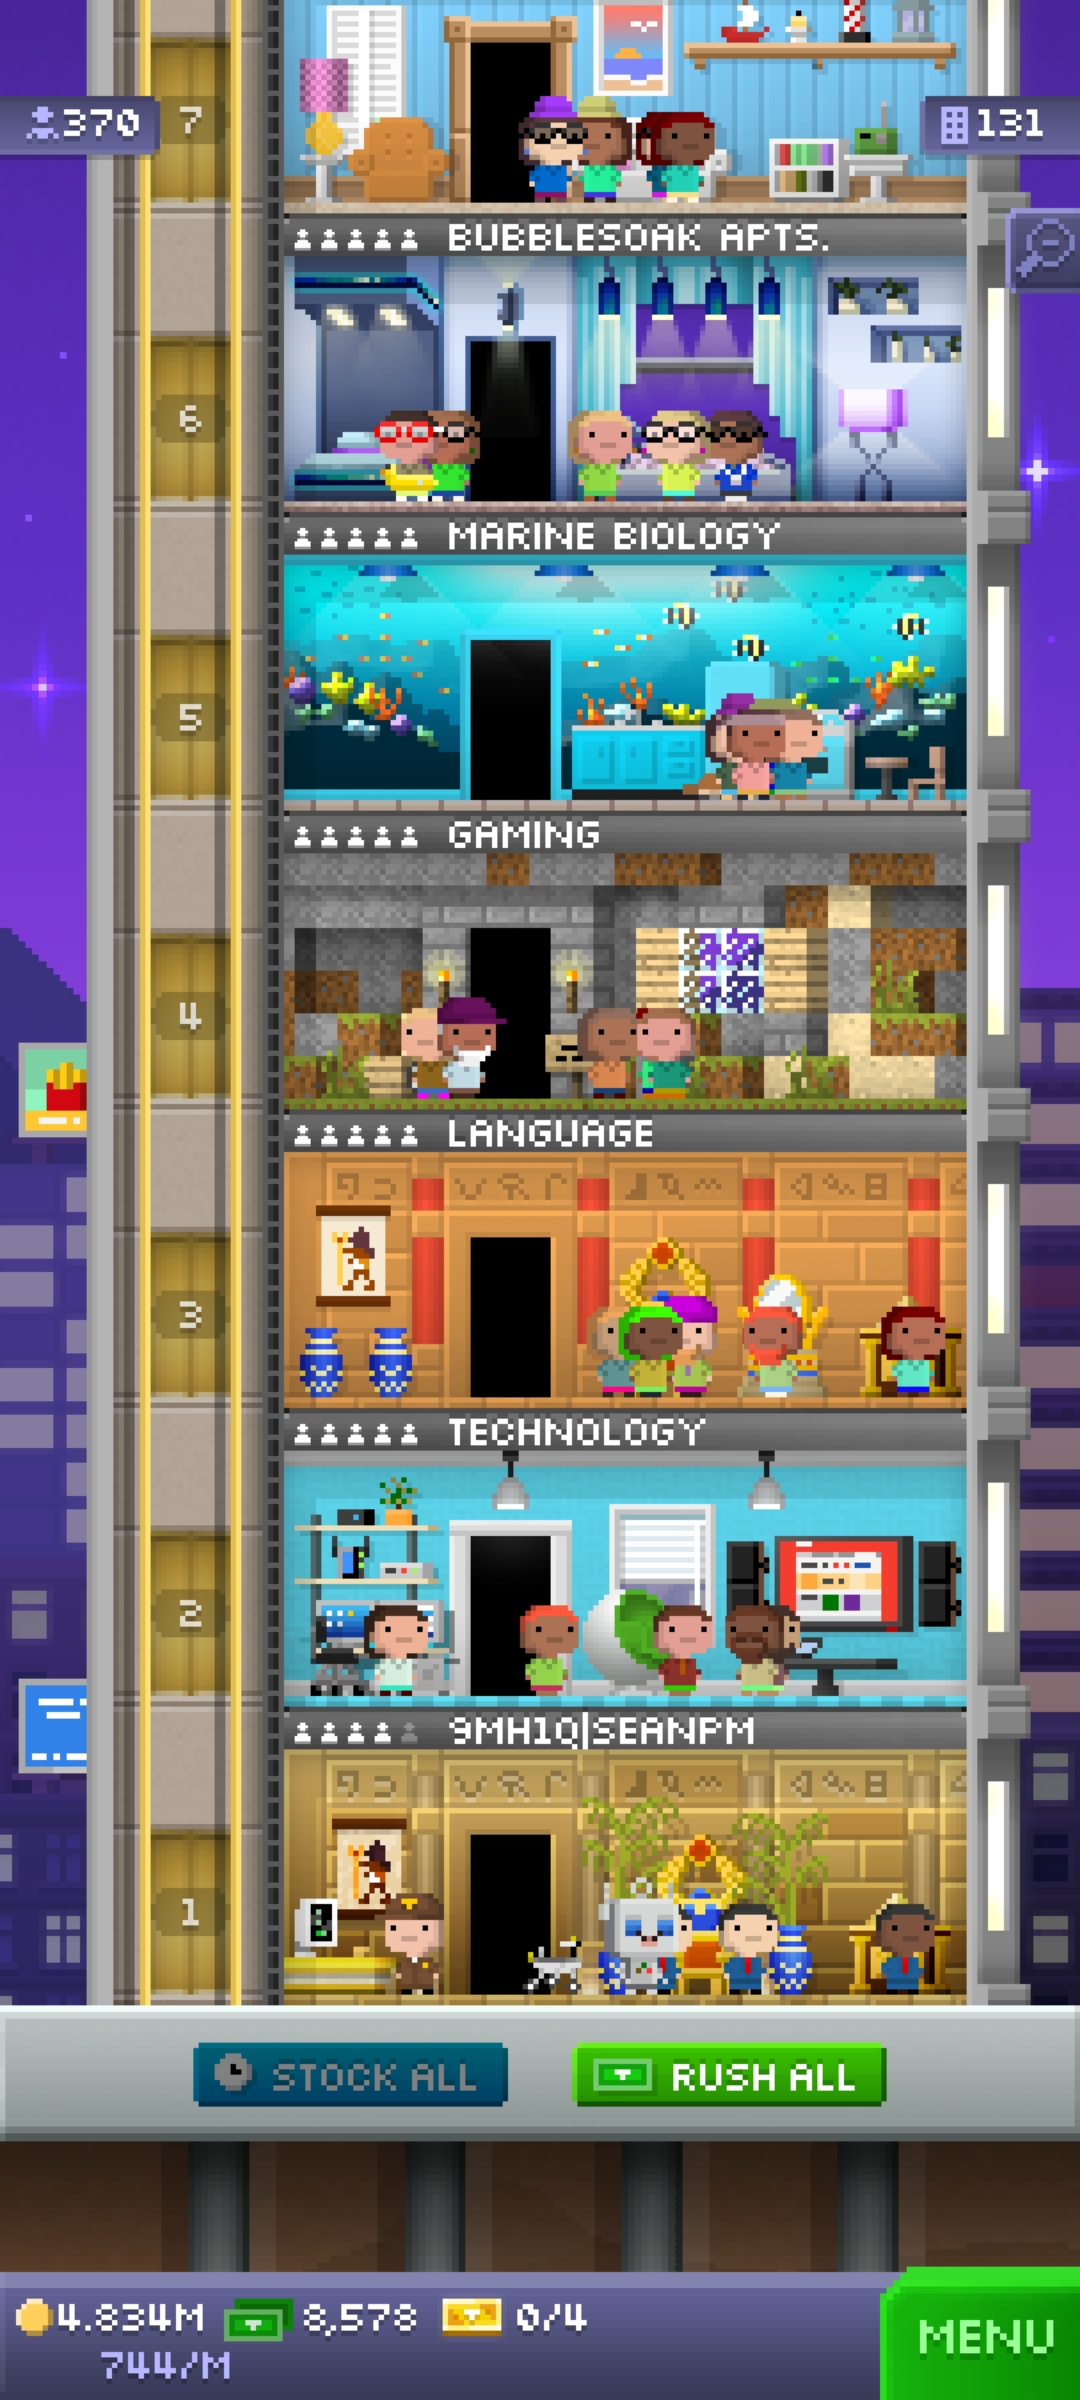 370
7
131
BUBBLESOAK APTS.
6
MARINE BIOLOGY
5
GAMING
4
LANGUAGE
3
TECHNOLOGY
2
9MH1Q|SEANPM
1
STOCK ALL
RUSH ALL
4.834M
8,578
0/4
744/M
MENU